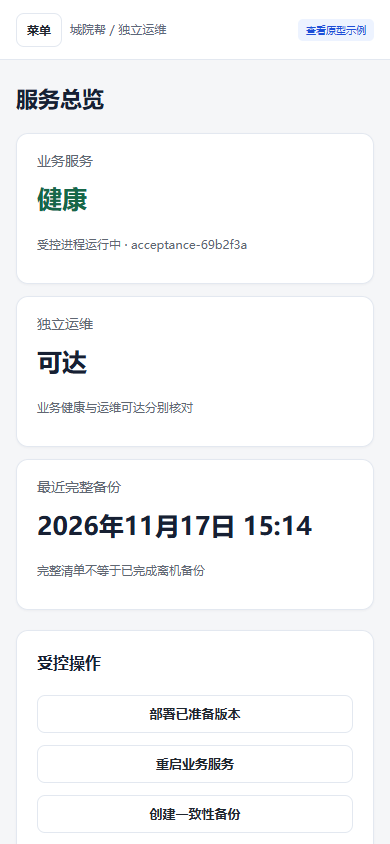 菜单
城院帮 / 独立运维
查看原型示例
服务总览
业务服务
健康
受控进程运行中 · acceptance-69b2f3a
独立运维
可达
业务健康与运维可达分别核对
最近完整备份
2026年11月17日 15:14
完整清单不等于已完成离机备份
受控操作
部署已准备版本
重启业务服务
创建一致性备份